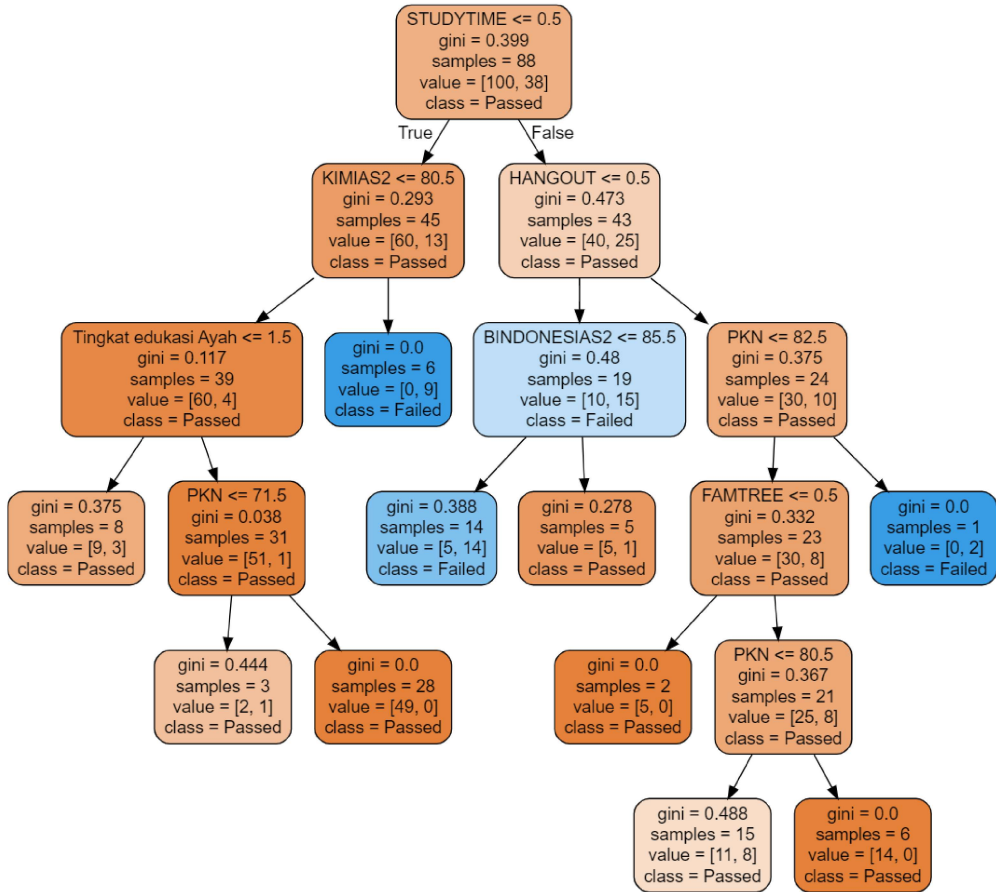 STUDYTIME <= 0.5
gini = 0.399
samples = 88
value = [100, 38]
class = Passed
True
False
KIMIAS2 <= 80.5
gini = 0.293
samples = 45
value = [60, 13]
class = Passed
HANGOUT <= 0.5
gini = 0.473
samples = 43
value = [40, 25]
class = Passed
Tingkat edukasi Ayah <= 1.5
gini = 0.117
samples = 39
value = [60, 4]
class = Passed
gini = 0.0
samples = 6
value = [0, 9]
class = Failed
BINDONESIAS2 <= 85.5
gini = 0.48
samples = 19
value = [10, 15]
class = Failed
PKN <= 82.5
gini = 0.375
samples = 24
value = [30, 10]
class = Passed
gini = 0.375
samples = 8
value = [9, 3]
class = Passed
PKN <= 71.5
gini = 0.038
samples = 31
value = [51, 1]
class = Passed
gini = 0.388
samples = 14
value = [5, 14]
class = Failed
gini = 0.278
samples = 5
value = [5, 1]
class = Passed
FAMTREE <= 0.5
gini = 0.332
samples = 23
value = [30, 8]
class = Passed
gini = 0.0
samples = 1
value = [0, 2]
class = Failed
gini = 0.444
samples = 3
value = [2, 1]
class = Passed
gini = 0.0
samples = 28
value = [49, 0]
class = Passed
gini = 0.0
samples = 2
value = [5, 0]
class = Passed
PKN <= 80.5
gini = 0.367
samples = 21
value = [25, 8]
class = Passed
gini = 0.488
samples = 15
value = [11, 8]
class = Passed
gini = 0.0
samples = 6
value = [14, 0]
class = Passed